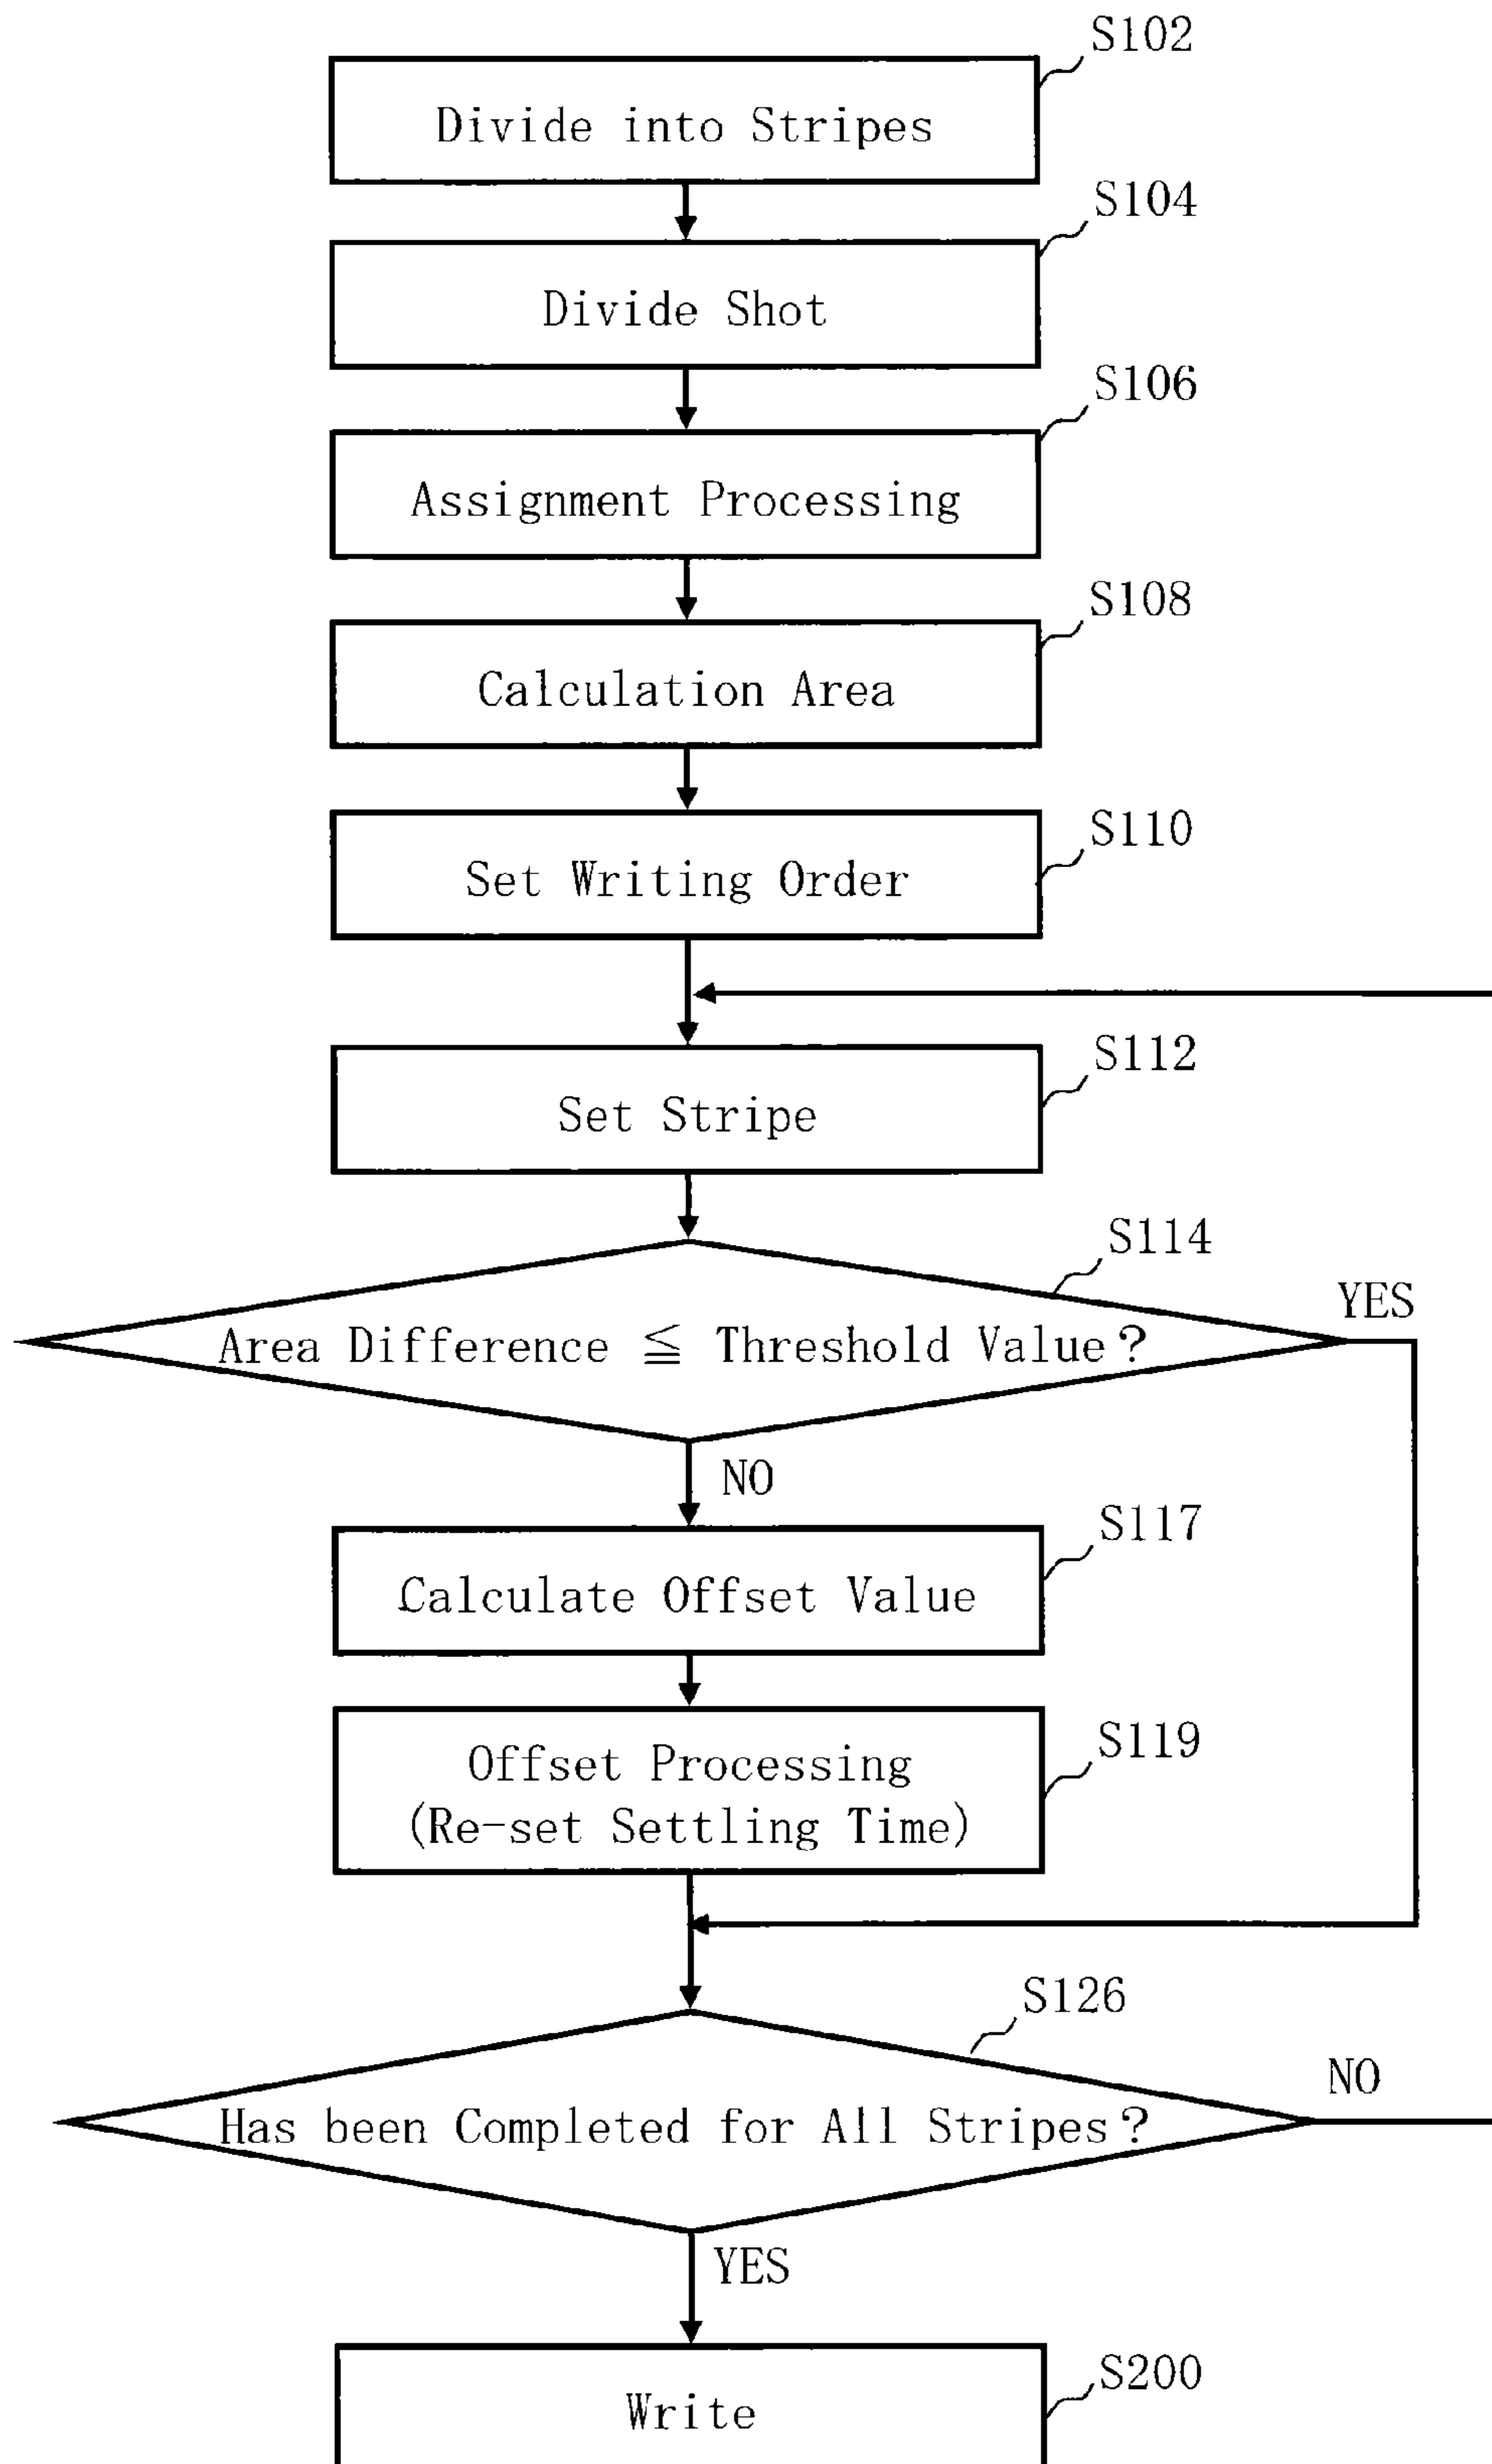 S102
Divide into Stripes
S104
Divide Shot
S106
Assignment Processing
S108
Calculation Area
S110
Set Writing Order
S112
Set Stripe
S114
Area Difference ≦ Threshold Value?
YES
NO
S117
Calculate Offset Value
S119
Offset Processing
(Re-set Settling Time)
S126
Has been Completed for All Stripes?
NO
YES
S200
Write